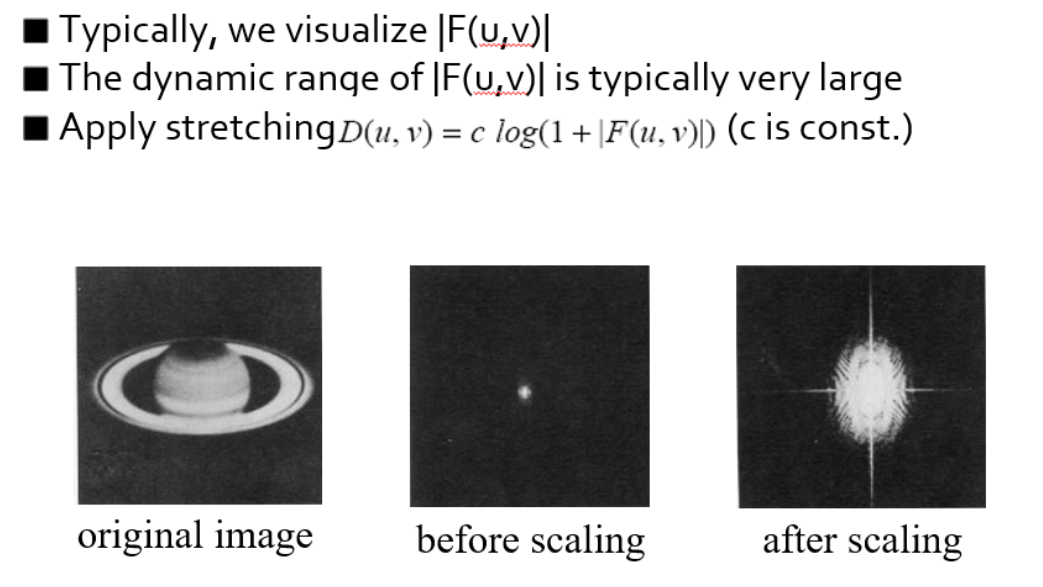 ■ Typically, we visualize |F(u,v)|
■ The dynamic range of |F(u,v)| is typically very large
■ Apply stretching D(u, v) = c log(1 + |F(u, v)|) (c is const.)
original image
before scaling
after scaling